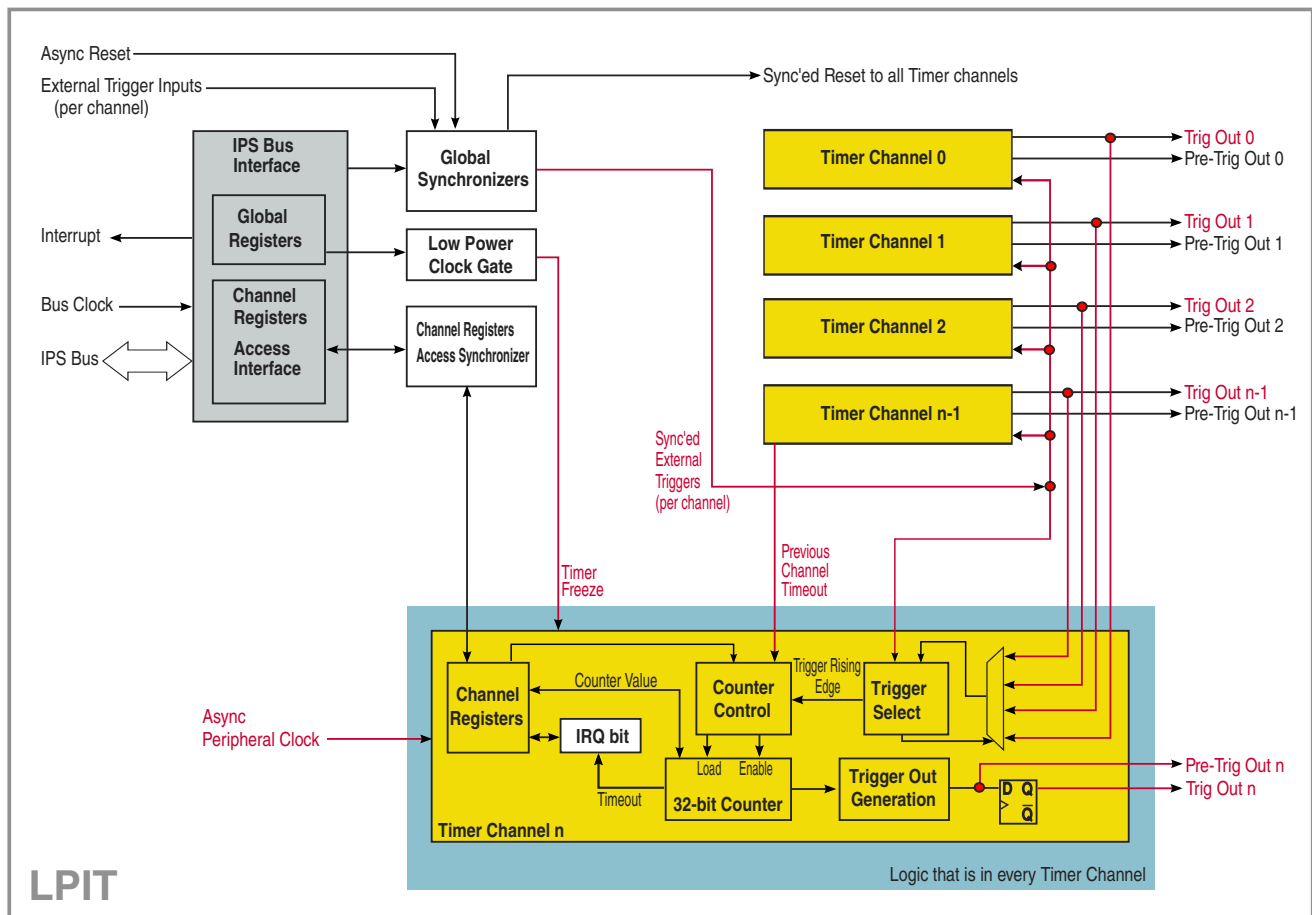 Async Reset
External Trigger Inputs
(per channel)
Sync'ed Reset to all Timer channels
IPS Bus
Interface
Global
Registers
Channel
Registers
Access
Interface
Interrupt
Bus Clock
IPS Bus
Global
Synchronizers
Low Power
Clock Gate
Channel Registers
Access Synchronizer
Timer Channel 0
Trig Out 0
Pre-Trig Out 0
Timer Channel 1
Trig Out 1
Pre-Trig Out 1
Timer Channel 2
Trig Out 2
Pre-Trig Out 2
Timer Channel n-1
Trig Out n-1
Pre-Trig Out n-1
Sync'ed
External
Triggers
(per channel)
Timer
Freeze
Previous
Channel
Timeout
Async
Peripheral Clock
Channel
Registers
Counter Value
IRQ bit
Timeout
Counter
Control
Load
Enable
32-bit Counter
Trigger Rising
Edge
Trigger
Select
Trigger Out
Generation
D Q
Q
Pre-Trig Out n
Trig Out n
Timer Channel n
Logic that is in every Timer Channel
LPIT